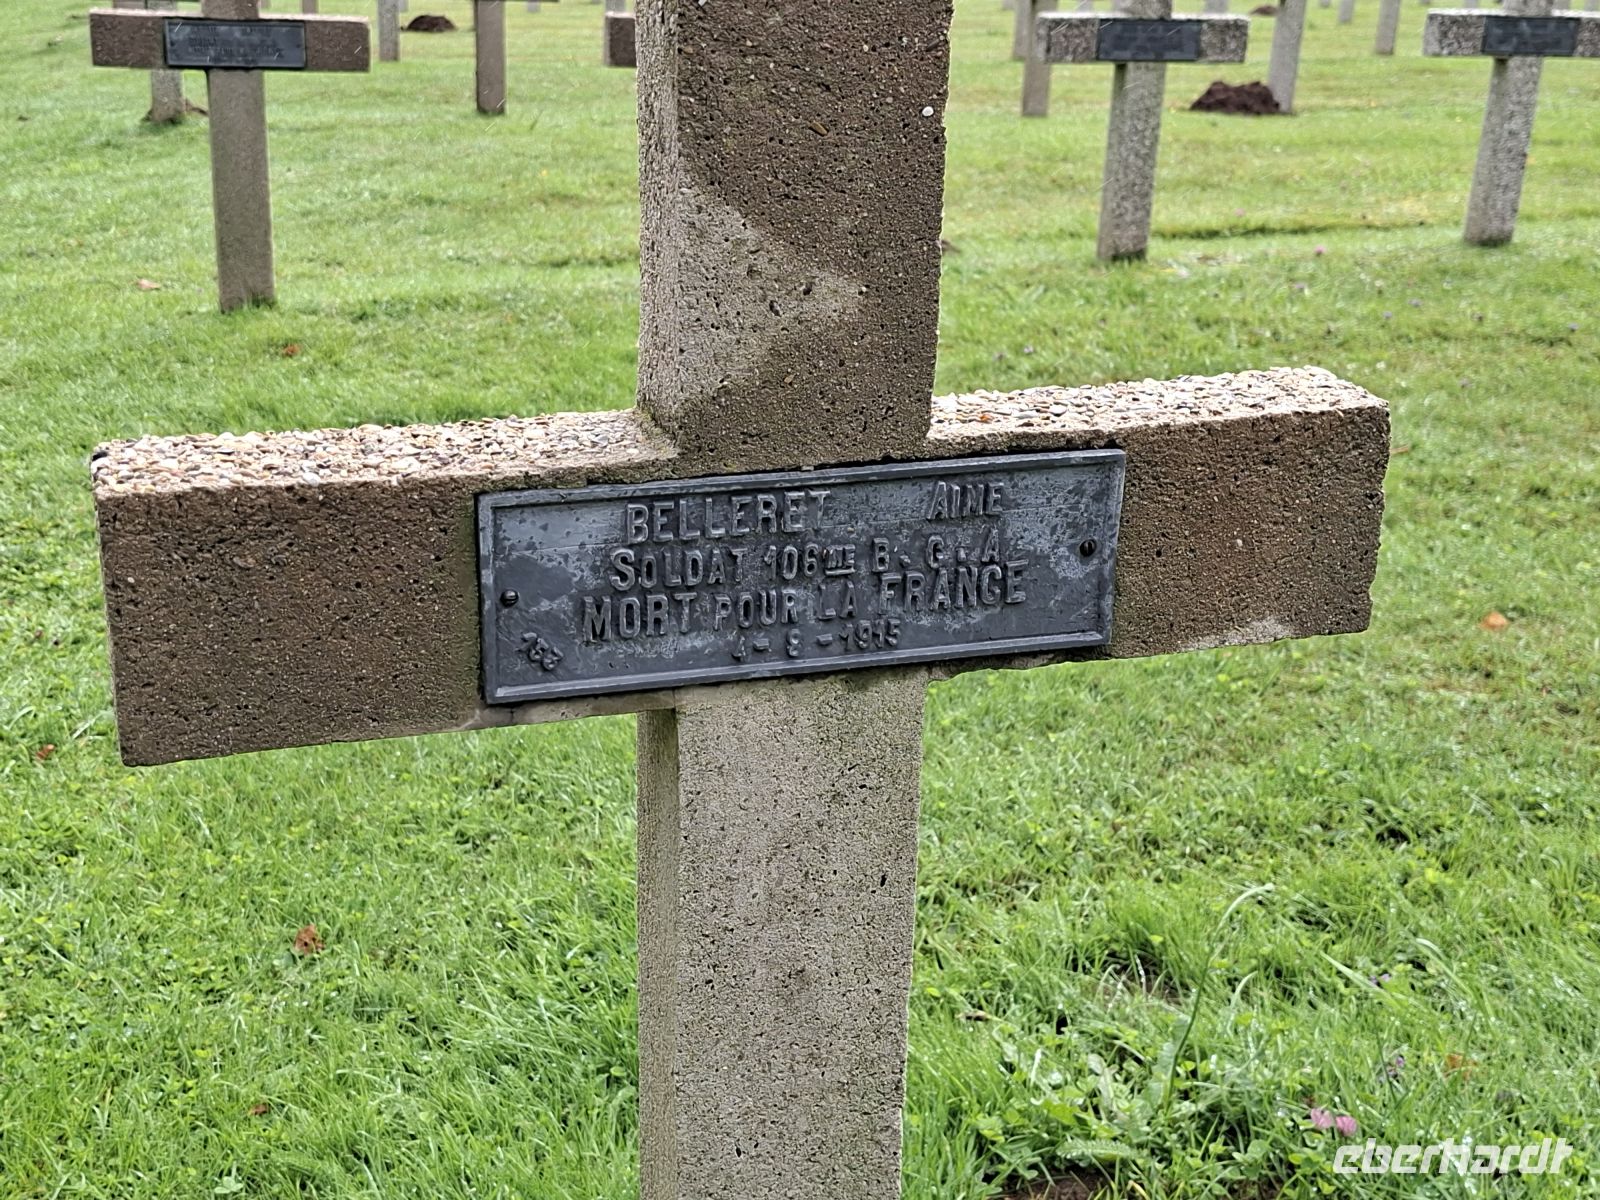 BELLERET AIME
SOLDAT 106ME B. C. A
MORT POUR LA FRANCE
4-8-1915
eberhardt